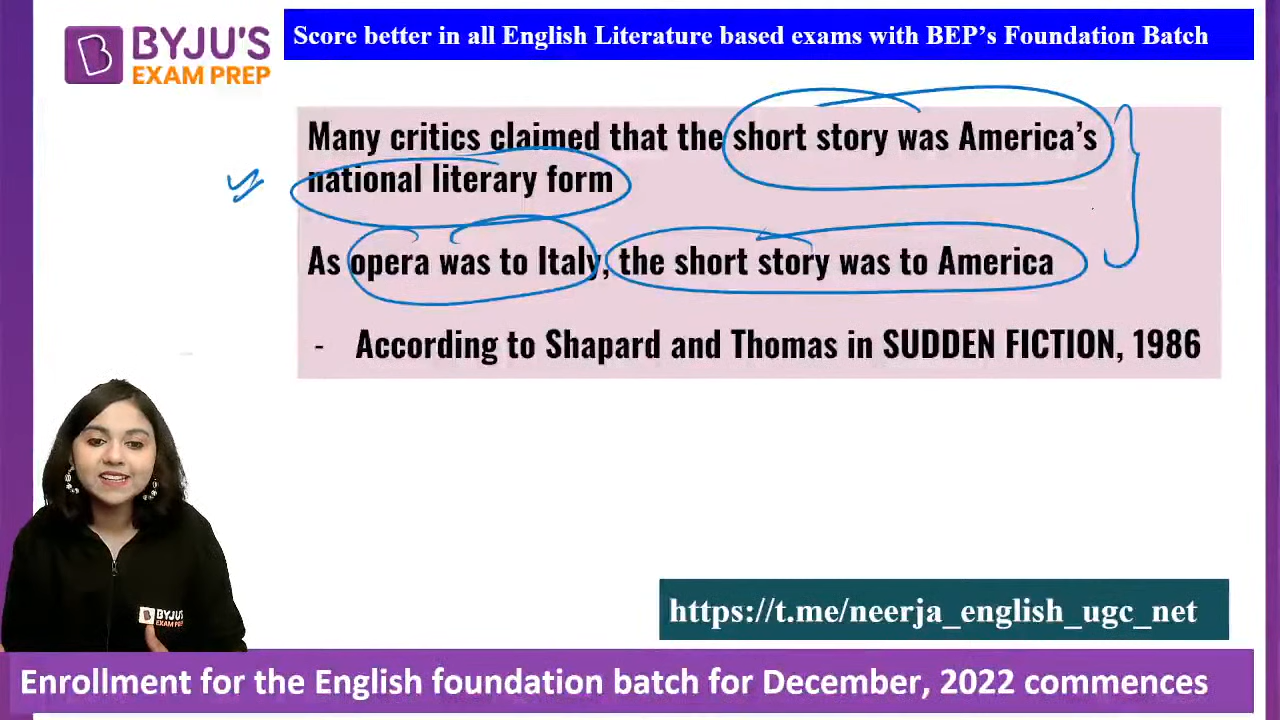 BYJU'S
EXAM PREP
Score better in all English Literature based exams with BEP's Foundation Batch
Many critics claimed that the short story was America's
national literary form
As opera was to Italy, the short story was to America
- According to Shapard and Thomas in SUDDEN FICTION, 1986
BYJU'S
EXAM PREP
https://t.me/neerja_english_ugc_net
Enrollment for the English foundation batch for December, 2022 commences